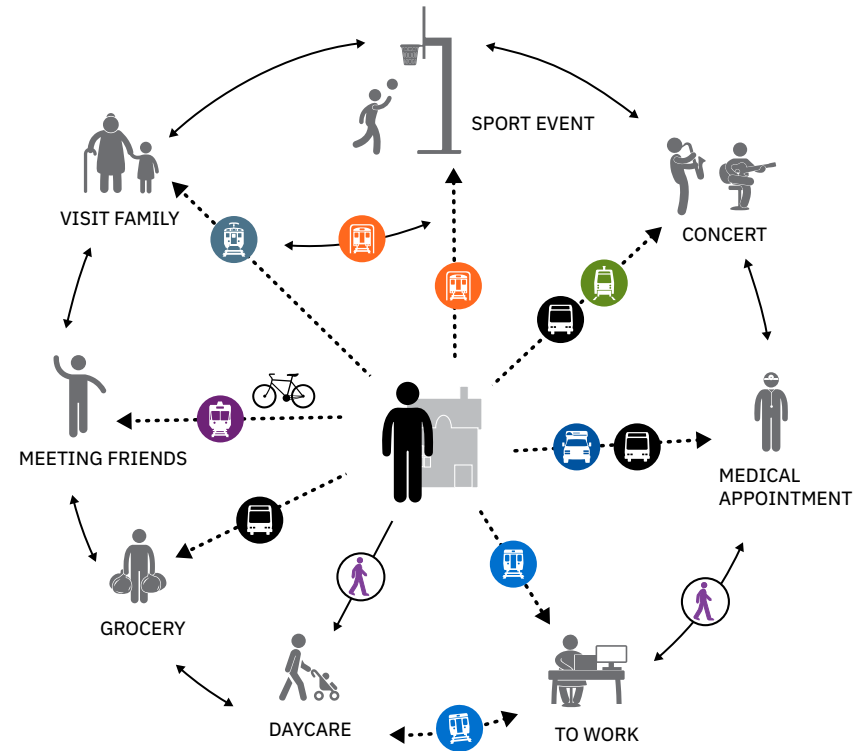 SPORT EVENT
VISIT FAMILY
CONCERT
MEETING FRIENDS
MEDICAL
APPOINTMENT
GROCERY
DAYCARE
TO WORK